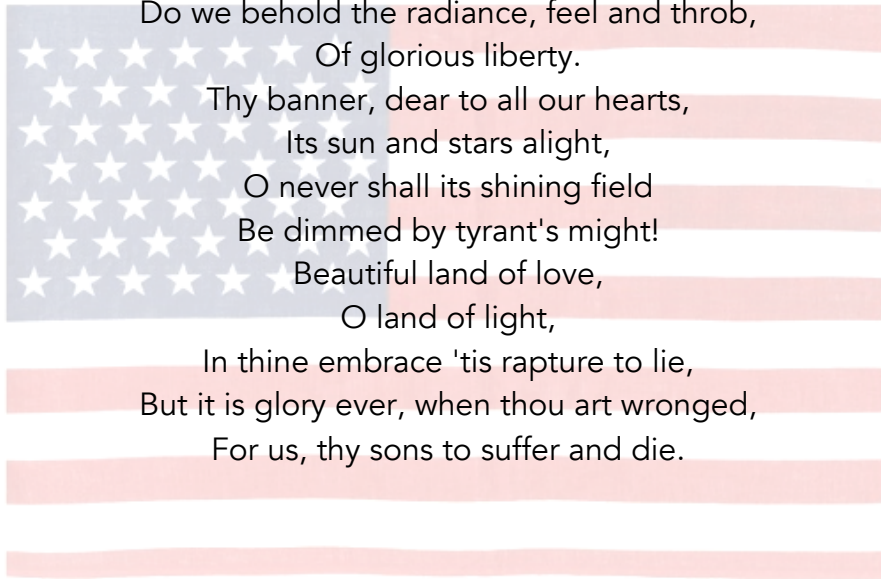 Do we behold the radiance, feel and throb,
Of glorious liberty.
Thy banner, dear to all our hearts,
Its sun and stars alight,
O never shall its shining field
Be dimmed by tyrant's might!
Beautiful land of love,
O land of light,
In thine embrace 'tis rapture to lie,
But it is glory ever, when thou art wronged,
For us, thy sons to suffer and die.